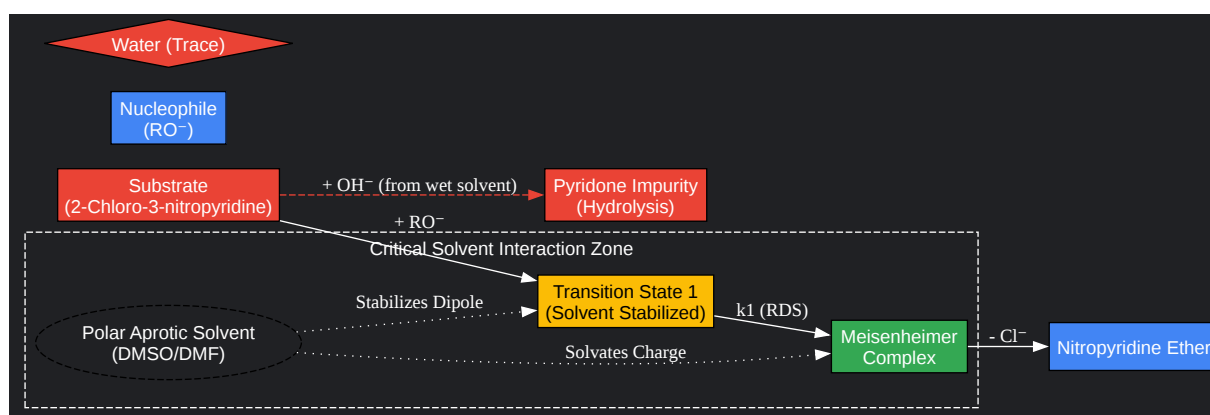 Water (Trace)
Nucleophile
(RO⁻)
Substrate
(2-Chloro-3-nitropyridine)
+ OH⁻ (from wet solvent)
Pyridone Impurity
(Hydrolysis)
+ RO⁻
Critical Solvent Interaction Zone
Polar Aprotic Solvent
(DMSO/DMF)
Stabilizes Dipole
Transition State 1
(Solvent Stabilized)
k1 (RDS)
Solvates Charge
Meisenheimer
Complex
- Cl⁻
Nitropyridine Ether